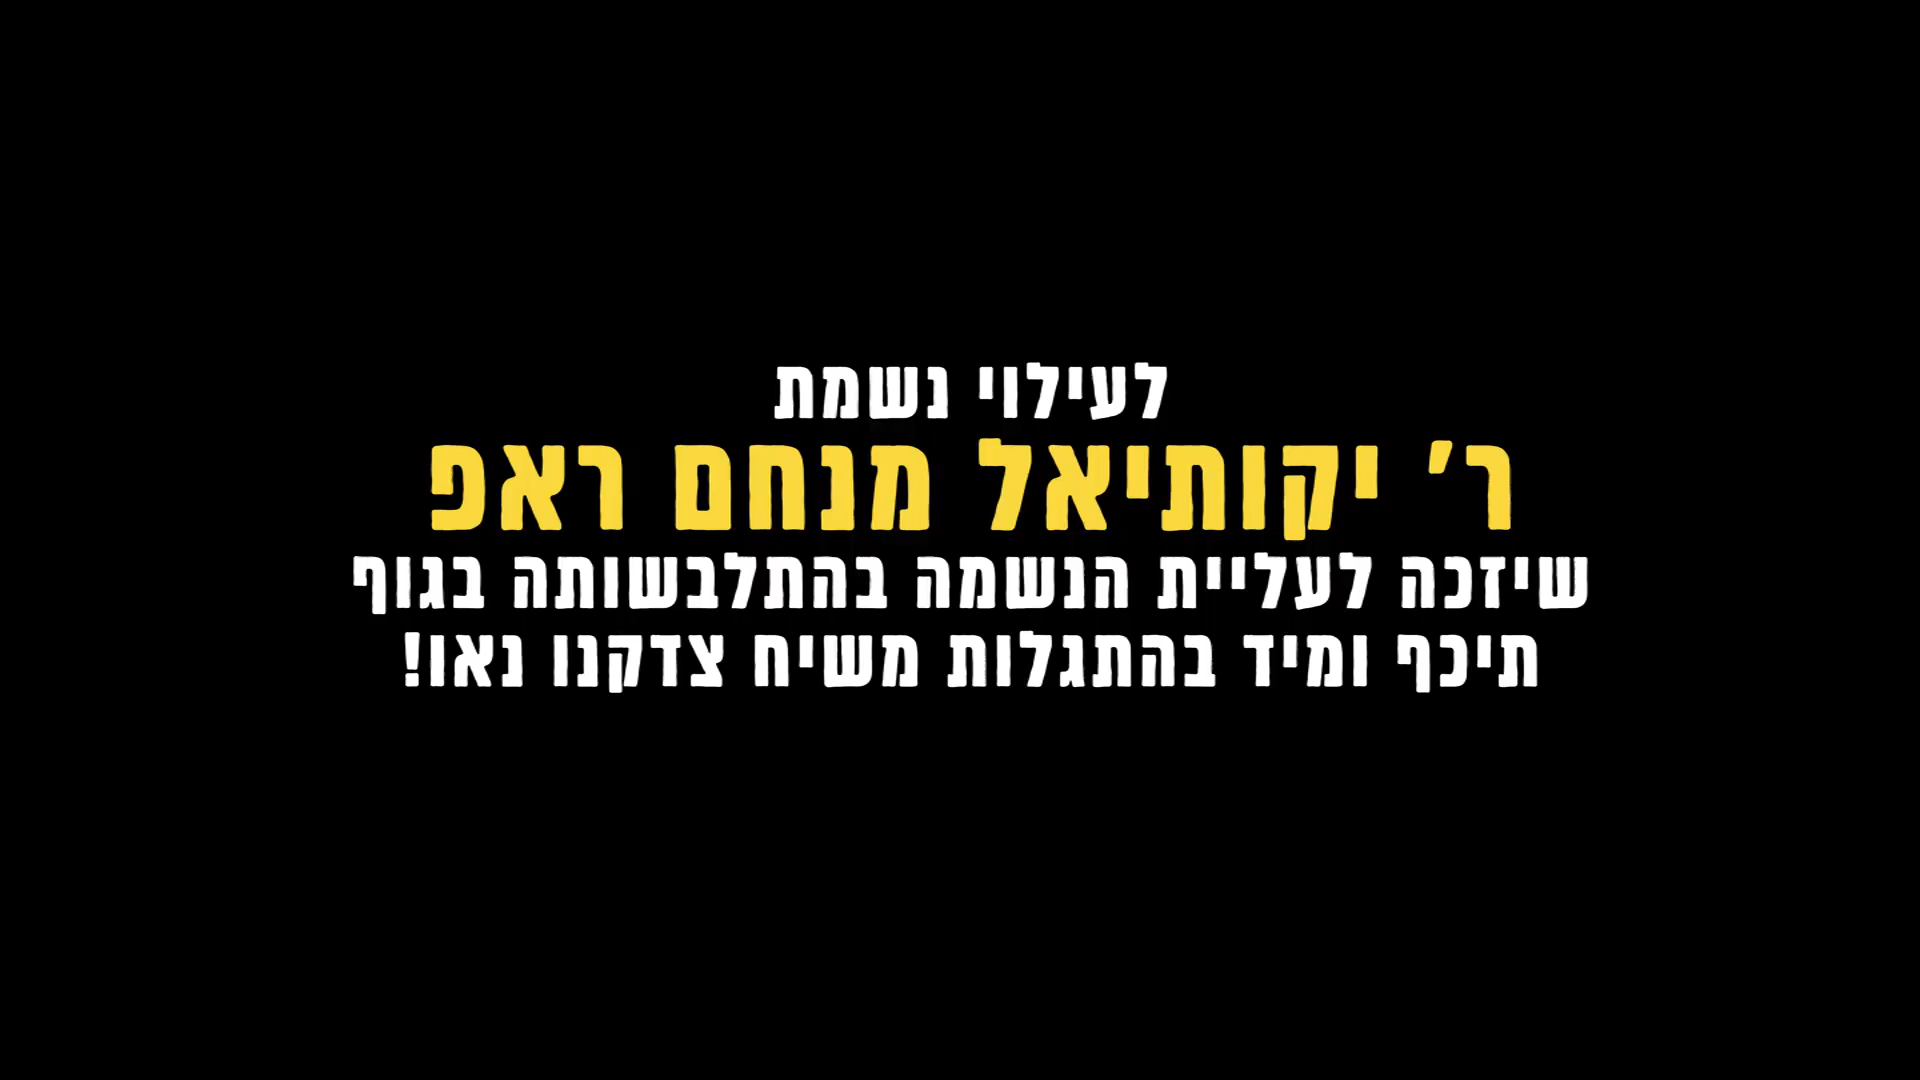 לעילוי נשמת
ר' יקותיאל מנחם ראפ
שיזכה לעליית הנשמה בהתלבשותה בגוף
תיכף ומיד בהתגלות משיח צדקנו נאו!